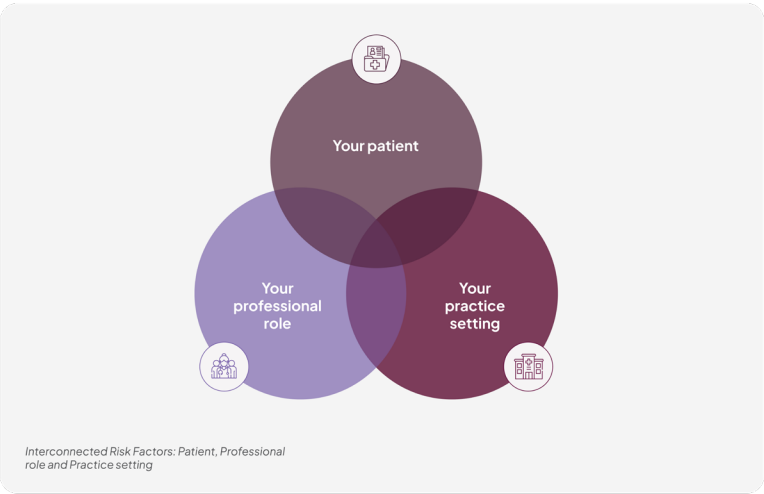 Your patient
Your
professional
role
Your
practice
setting
Interconnected Risk Factors: Patient, Professional
role and Practice setting